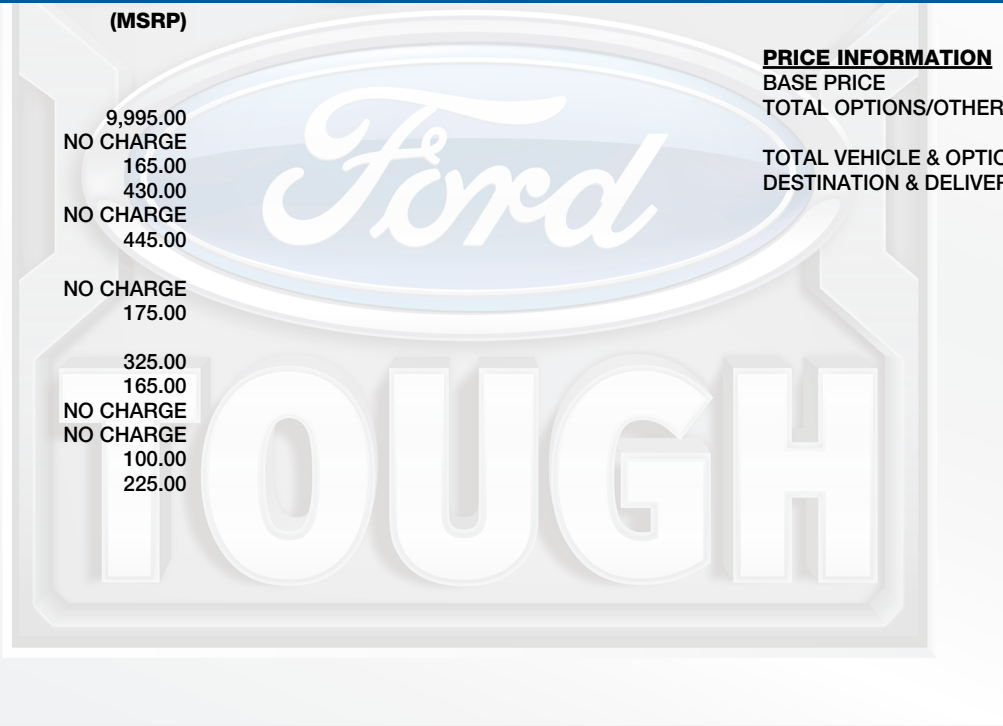 (MSRP)
9,995.00
NO CHARGE
165.00
430.00
NO CHARGE
445.00
NO CHARGE
175.00
325.00
165.00
NO CHARGE
NO CHARGE
100.00
225.00
PRICE INFORMATION
BASE PRICE
TOTAL OPTIONS/OTHER
TOTAL VEHICLE & OPTIO
DESTINATION & DELIVER
Ford
TOUGH